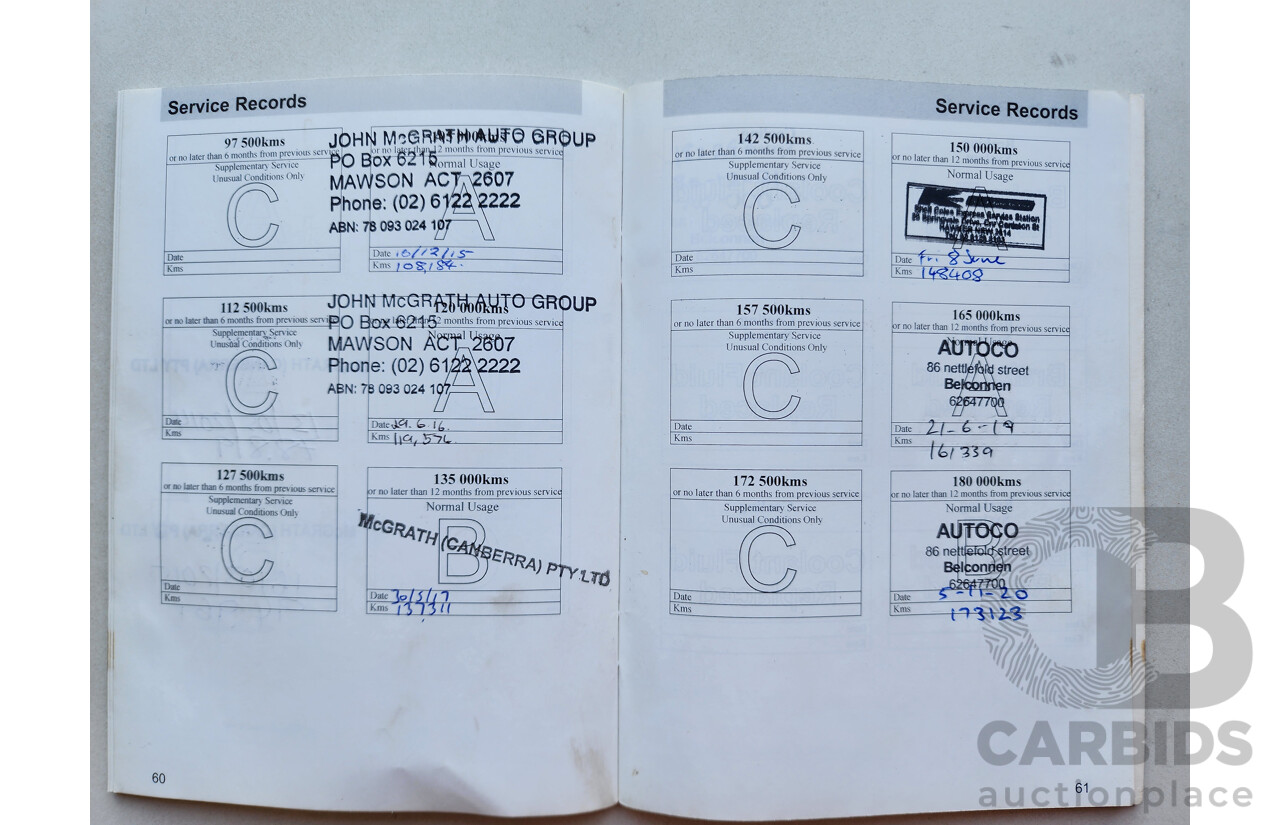 Service Records
97 500kms
or no later than 6 months from previous service
Supplementary Service
Unusual Conditions Only
C
Date
Kms
JOHN McGRATH AUTO GROUP
PO Box 6215
MAWSON ACT 2607
Phone: (02) 6122 2222
ABN: 78 093 024 107
12 months from previous service
Normal Usage
A
Date 10/12/15
Kms 108,184.
112 500kms
or no later than 6 months from previous service
Supplementary Service
Unusual Conditions Only
C
Date
Kms
JOHN McGRATH AUTO GROUP
120 000kms
PO Box 6215
12 months from previous service
Normal Usage
MAWSON ACT 2607
Phone: (02) 6122 2222
ABN: 78 093 024 107
A
Date 29.6.16.
Kms 119,576.
127 500kms
or no later than 6 months from previous service
Supplementary Service
Unusual Conditions Only
C
Date
Kms
135 000kms
or no later than 12 months from previous service
Normal Usage
B
McGRATH (CANBERRA) PTY LTD
Date 30/5/17
Kms 137311
60
Service Records
142 500kms
or no later than 6 months from previous service
Supplementary Service
Unusual Conditions Only
C
Date
Kms
150 000kms
or no later than 12 months from previous service
Normal Usage
A
Shell Coles Express Service Station
Date Fri 8 June
Kms 148408
157 500kms
or no later than 6 months from previous service
Supplementary Service
Unusual Conditions Only
C
Date
Kms
165 000kms
or no later than 12 months from previous service
Normal Usage
A
AUTOCO
86 nettlefold street
Belconnen
62647700
Date 21-6-19
Kms 161339
172 500kms
or no later than 6 months from previous service
Supplementary Service
Unusual Conditions Only
C
Date
Kms
180 000kms
or no later than 12 months from previous service
Normal Usage
B
AUTOCO
86 nettlefold street
Belconnen
62647700
Date 5-11-20
Kms 173123
61
CB
CARBIDS
auctionplace